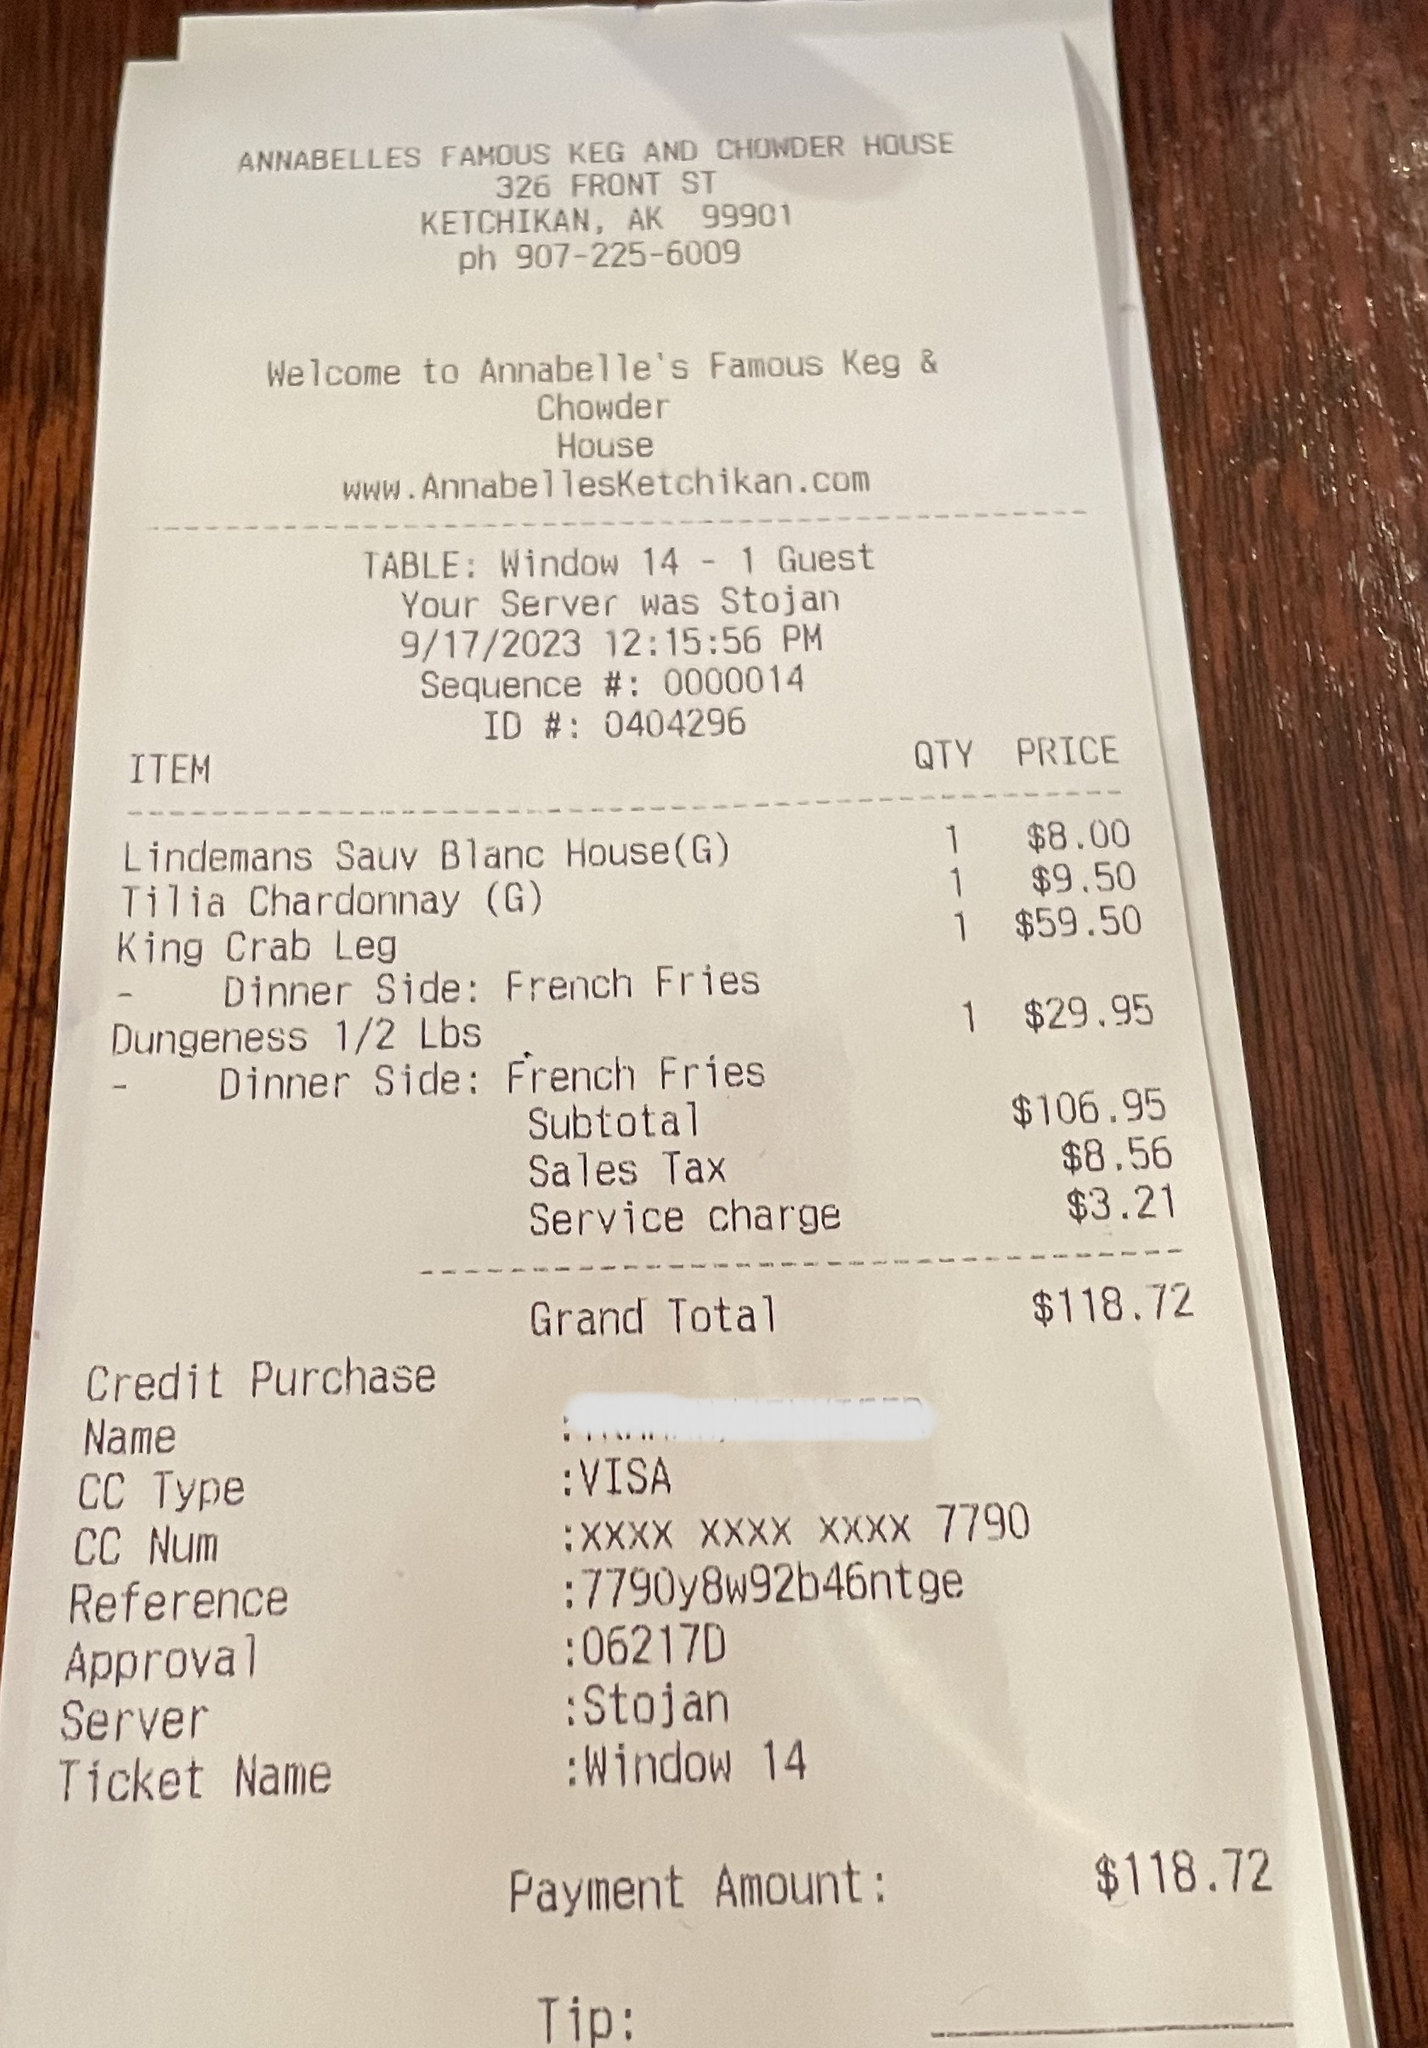 ANNABELLES FAMOUS KEG AND CHOWDER HOUSE
326 FRONT ST
KETCHIKAN, AK 99901
ph 907-225-6009
Welcome to Annabelle's Famous Keg &
Chowder
House
www.AnnabellesKetchikan.com
TABLE: Window 14 - 1 Guest
Your Server was Stojan
9/17/2023 12:15:56 PM
Sequence #: 0000014
ID #: 0404296
ITEM QTY PRICE
Lindemans Sauv Blanc House(G) 1 $8.00
Tilia Chardonnay (G) 1 $9.50
King Crab Leg 1 $59.50
- Dinner Side: French Fries
Dungeness 1/2 Lbs 1 $29.95
- Dinner Side: French Fries
Subtotal $106.95
Sales Tax $8.56
Service charge $3.21
Grand Total $118.72
Credit Purchase
Name :
CC Type :VISA
CC Num :XXXX XXXX XXXX 7790
Reference :7790y8w92b46ntge
Approval :06217D
Server :Stojan
Ticket Name :Window 14
Payment Amount: $118.72
Tip: